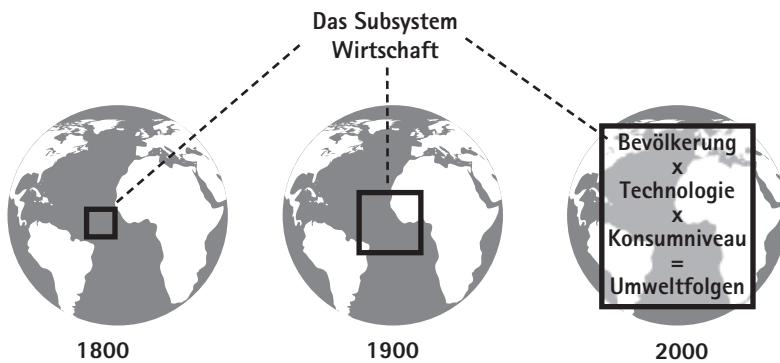 Das Subsystem
Wirtschaft
Bevölkerung
x
Technologie
x
Konsumniveau
=
Umweltfolgen
1800
1900
2000